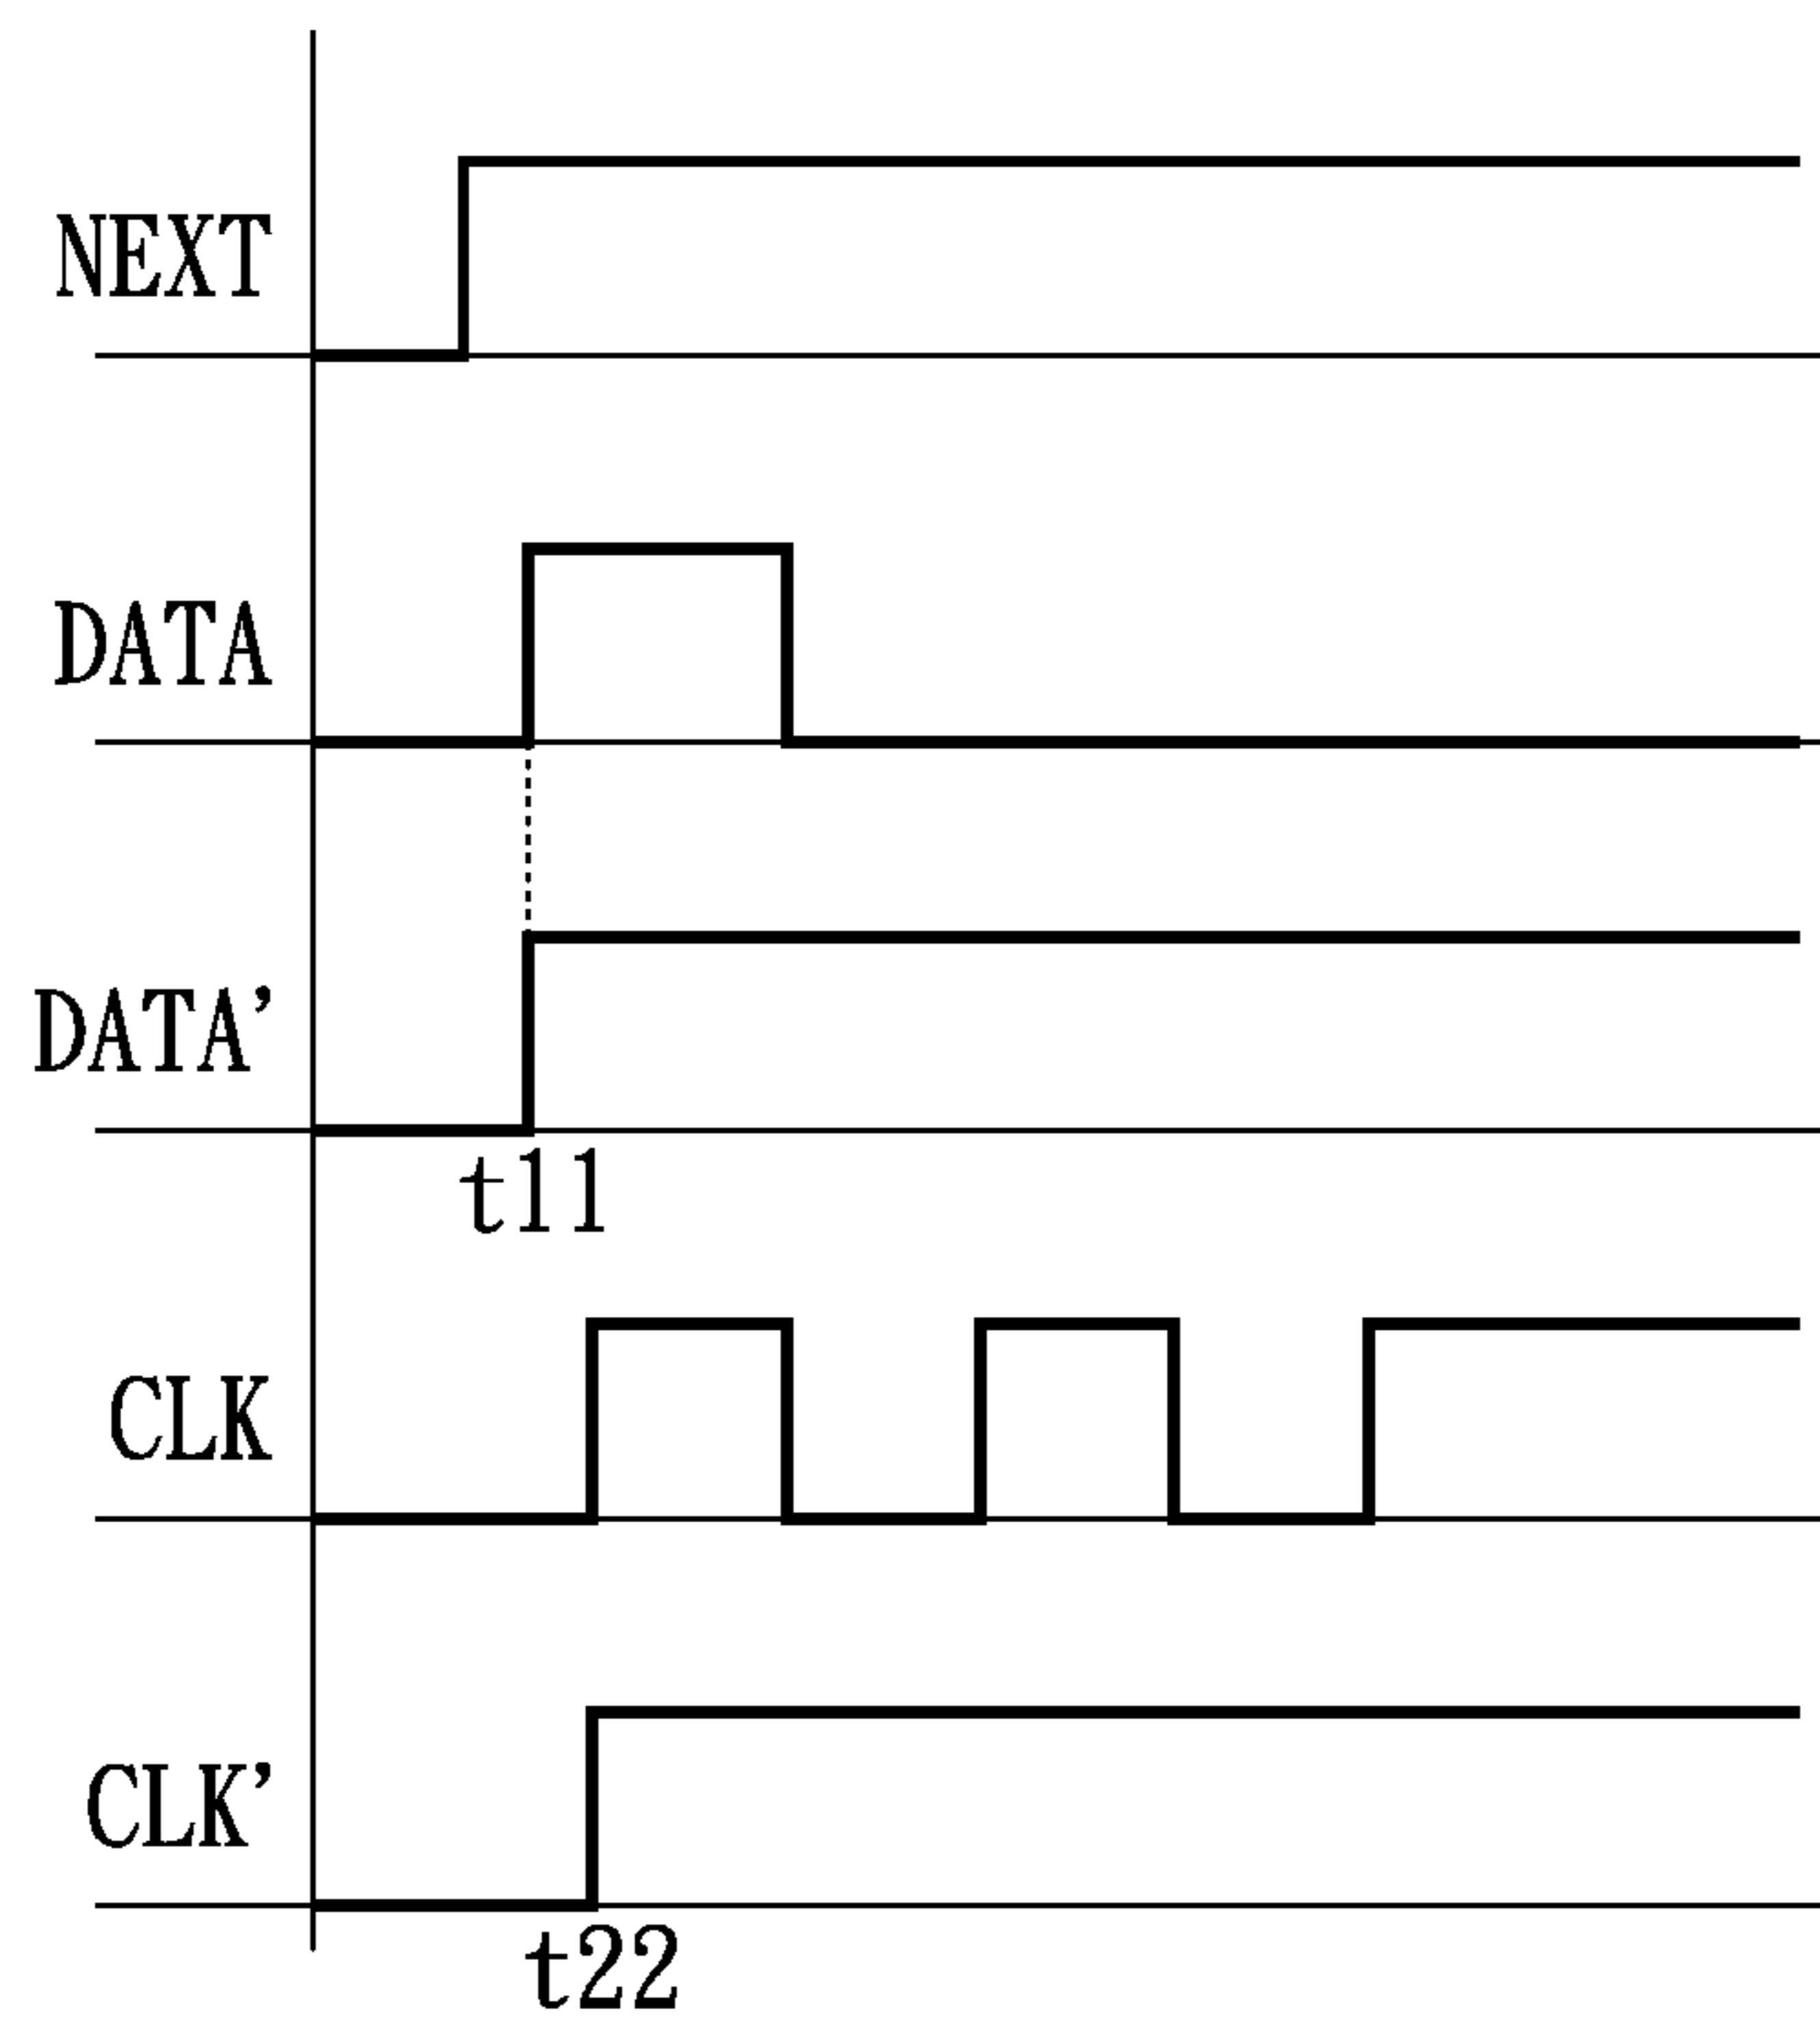 NEXT
DATA
DATA'
t11
CLK
CLK'
t22